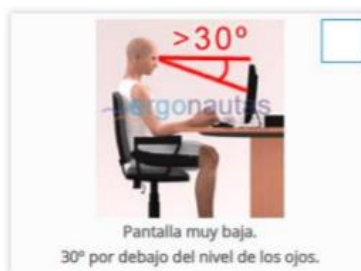 >30º
ergonautas
Pantalla muy baja.
30º por debajo del nivel de los ojos.